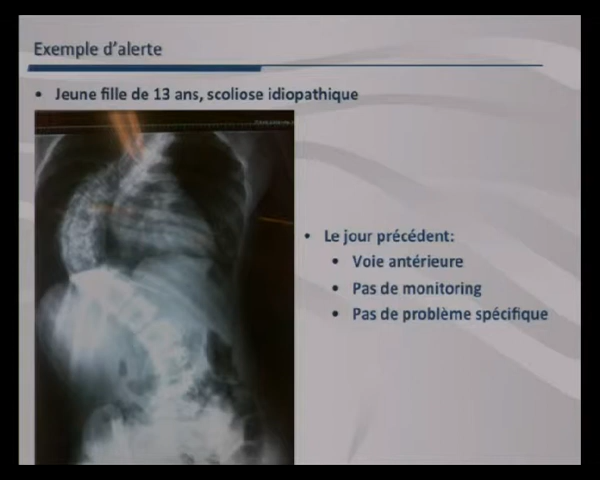 Exemple d'alerte
• Jeune fille de 13 ans, scoliose idiopathique
• Le jour précédent:
• Voie antérieure
• Pas de monitoring
• Pas de problème spécifique